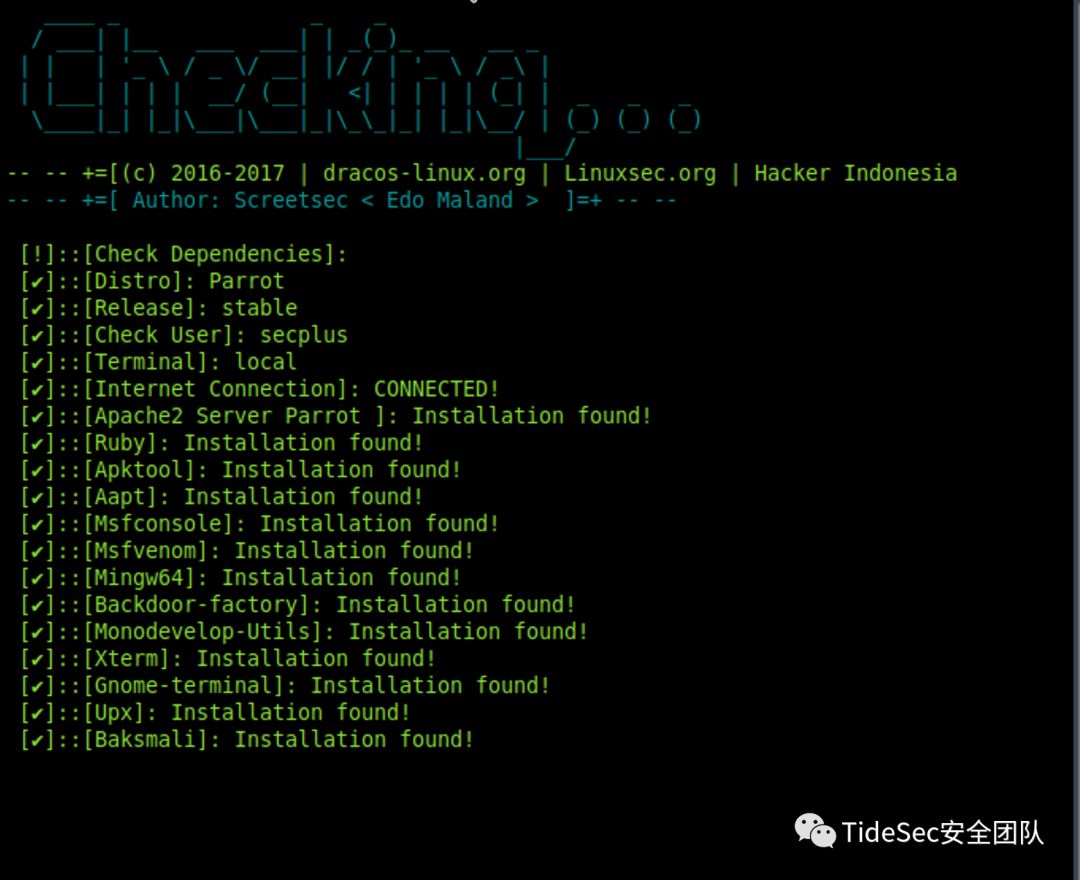 Checking...
-- -- +=[(c) 2016-2017 | dracos-linux.org | Linuxsec.org | Hacker Indonesia
-- -- +=[ Author: Screetsec < Edo Maland >  ]=+ -- --
[!]::[Check Dependencies]:
[✔]::[Distro]: Parrot
[✔]::[Release]: stable
[✔]::[Check User]: secplus
[✔]::[Terminal]: local
[✔]::[Internet Connection]: CONNECTED!
[✔]::[Apache2 Server Parrot ]: Installation found!
[✔]::[Ruby]: Installation found!
[✔]::[Apktool]: Installation found!
[✔]::[Aapt]: Installation found!
[✔]::[Msfconsole]: Installation found!
[✔]::[Msfvenom]: Installation found!
[✔]::[Mingw64]: Installation found!
[✔]::[Backdoor-factory]: Installation found!
[✔]::[Monodevelop-Utils]: Installation found!
[✔]::[Xterm]: Installation found!
[✔]::[Gnome-terminal]: Installation found!
[✔]::[Upx]: Installation found!
[✔]::[Baksmali]: Installation found!
TideSec安全团队